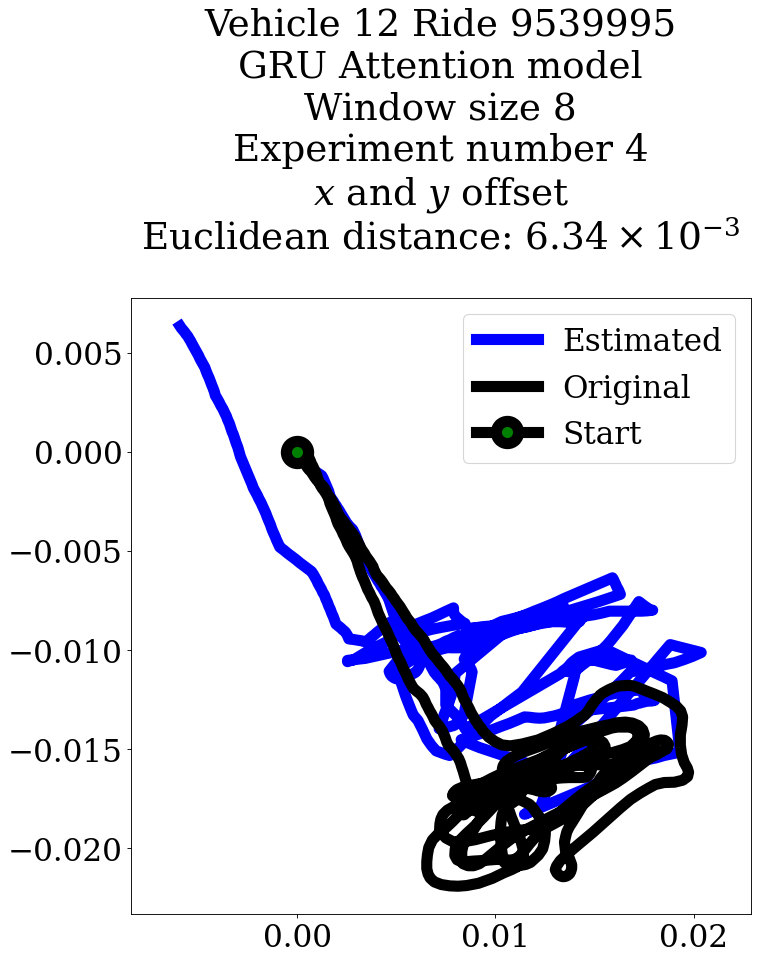 Vehicle 12 Ride 9539995
GRU Attention model
Window size 8
Experiment number 4
x and y offset
Euclidean distance: 6.34 × 10⁻³
Estimated
Original
Start
0.005
0.000
−0.005
−0.010
−0.015
−0.020
0.00 0.01 0.02